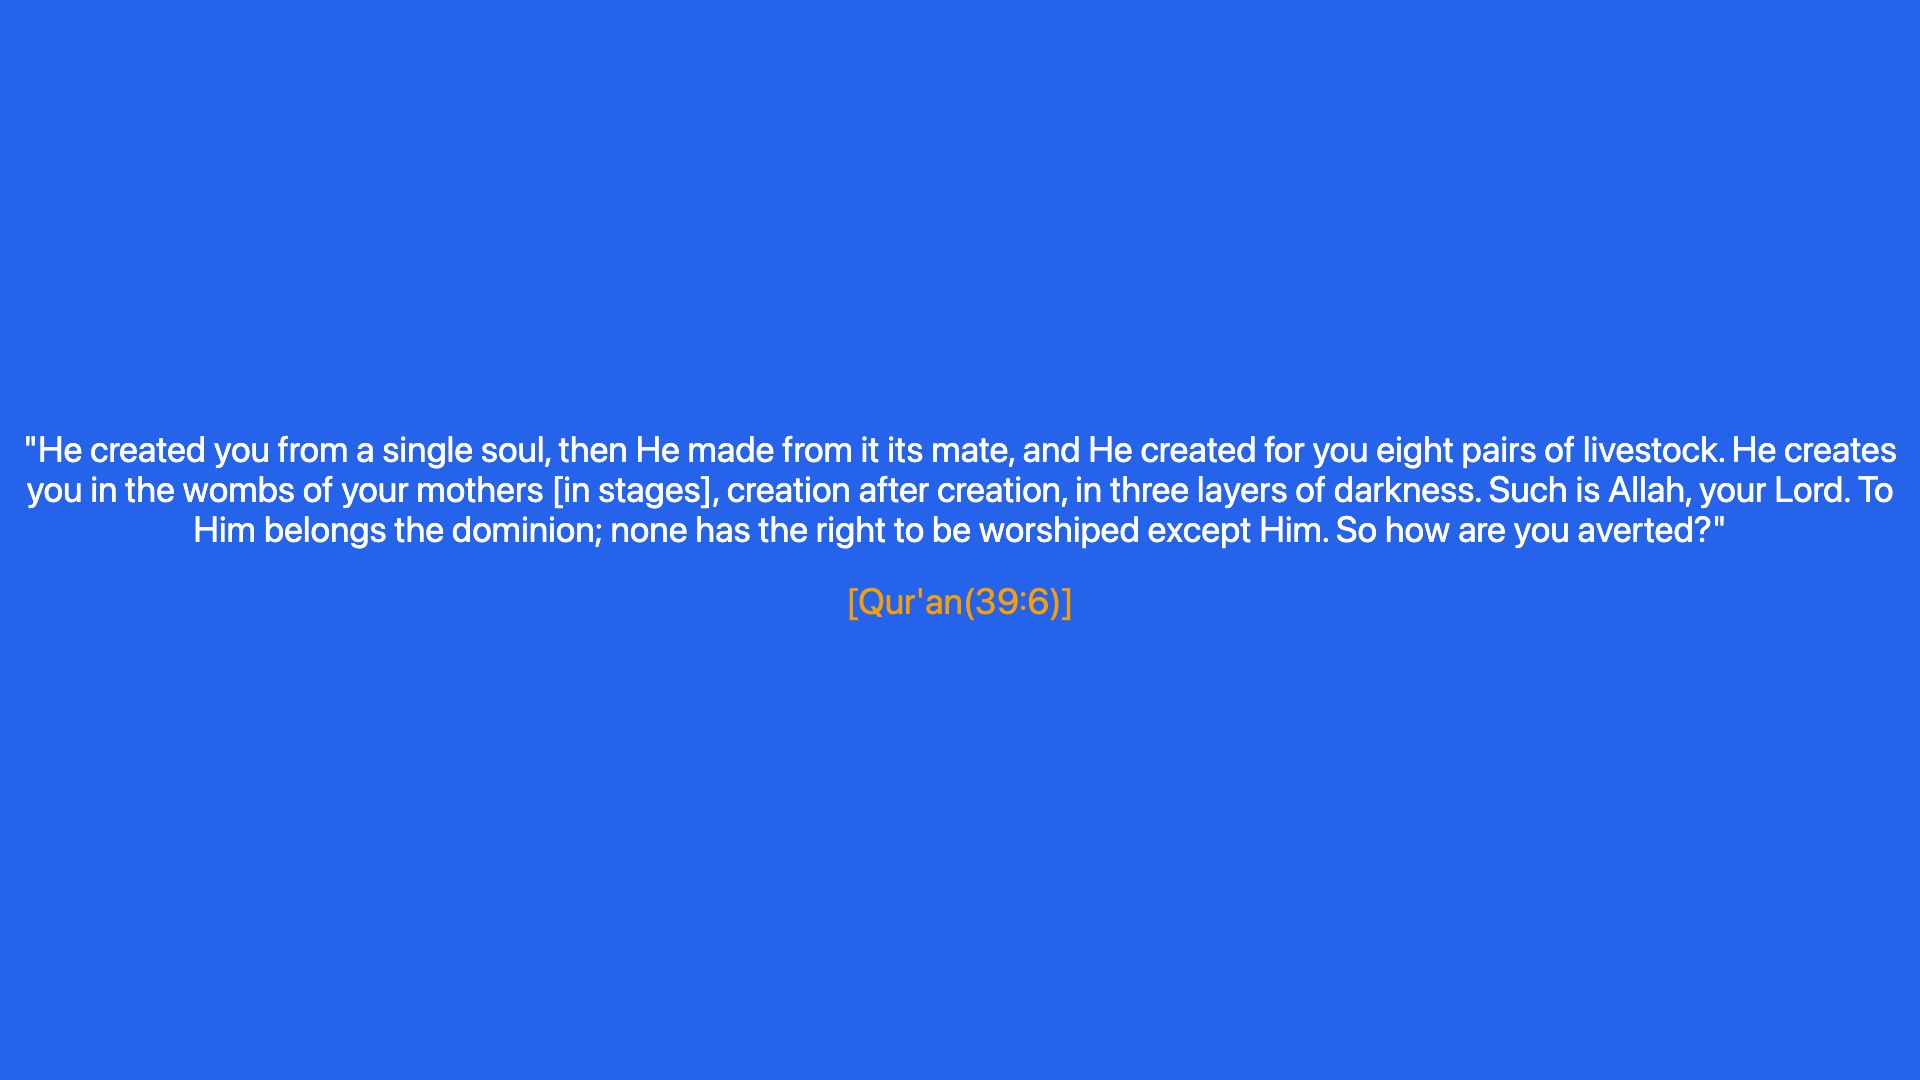 "He created you from a single soul, then He made from it its mate, and He created for you eight pairs of livestock. He creates
you in the wombs of your mothers [in stages], creation after creation, in three layers of darkness. Such is Allah, your Lord. To
Him belongs the dominion; none has the right to be worshiped except Him. So how are you averted?"
[Qur'an(39:6)]